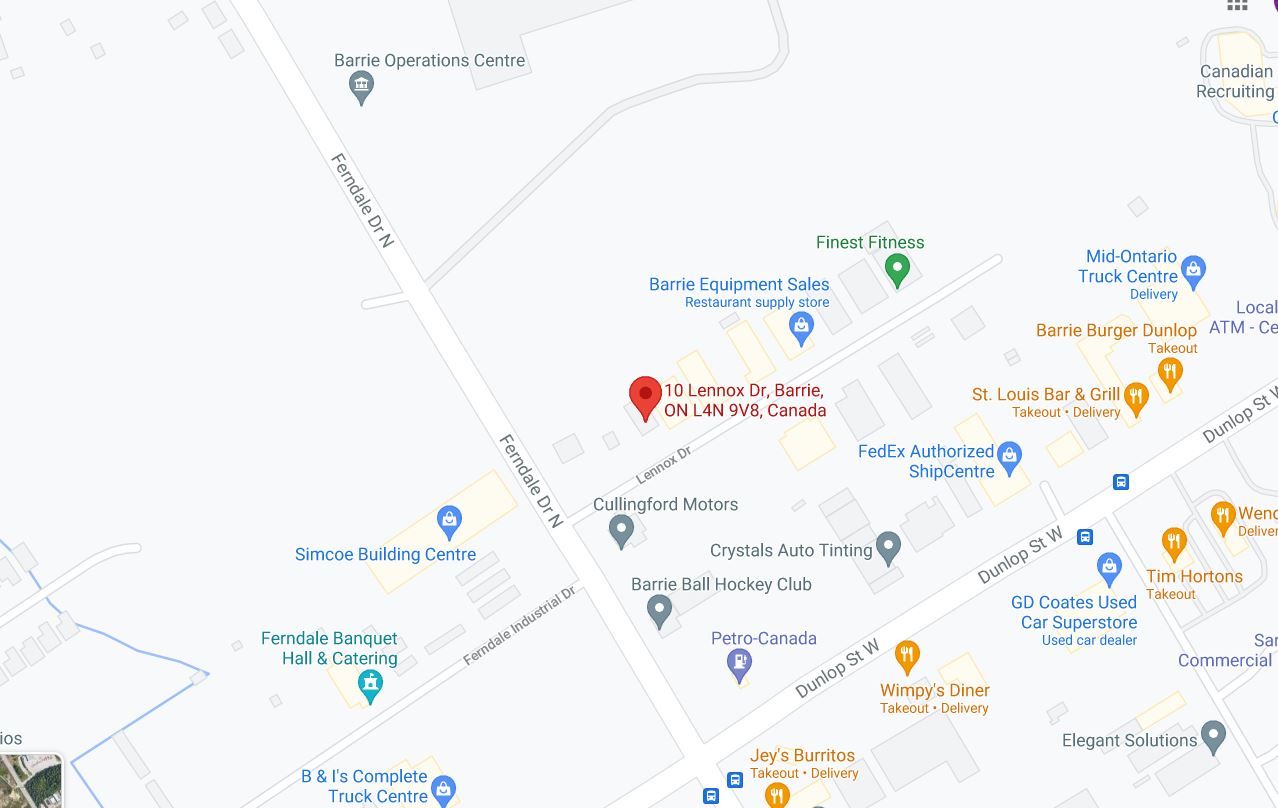 Barrie Operations Centre
Canadian
Recruiting
Ferndale Dr N
Finest Fitness
Mid-Ontario
Truck Centre
Delivery
Barrie Equipment Sales
Restaurant supply store
Local
ATM - Ce
Barrie Burger Dunlop
Takeout
10 Lennox Dr, Barrie,
ON L4N 9V8, Canada
St. Louis Bar & Grill
Takeout • Delivery
Dunlop St W
FedEx Authorized
ShipCentre
Lennox Dr
Ferndale Dr N
Cullingford Motors
Wend
Deliver
Simcoe Building Centre
Crystals Auto Tinting
Dunlop St W
Tim Hortons
Takeout
Barrie Ball Hockey Club
GD Coates Used
Car Superstore
Used car dealer
Ferndale Industrial Dr
Ferndale Banquet
Hall & Catering
Petro-Canada
Dunlop St W
Commercial
Wimpy's Diner
Takeout • Delivery
Elegant Solutions
ios
Jey's Burritos
Takeout • Delivery
B & I's Complete
Truck Centre